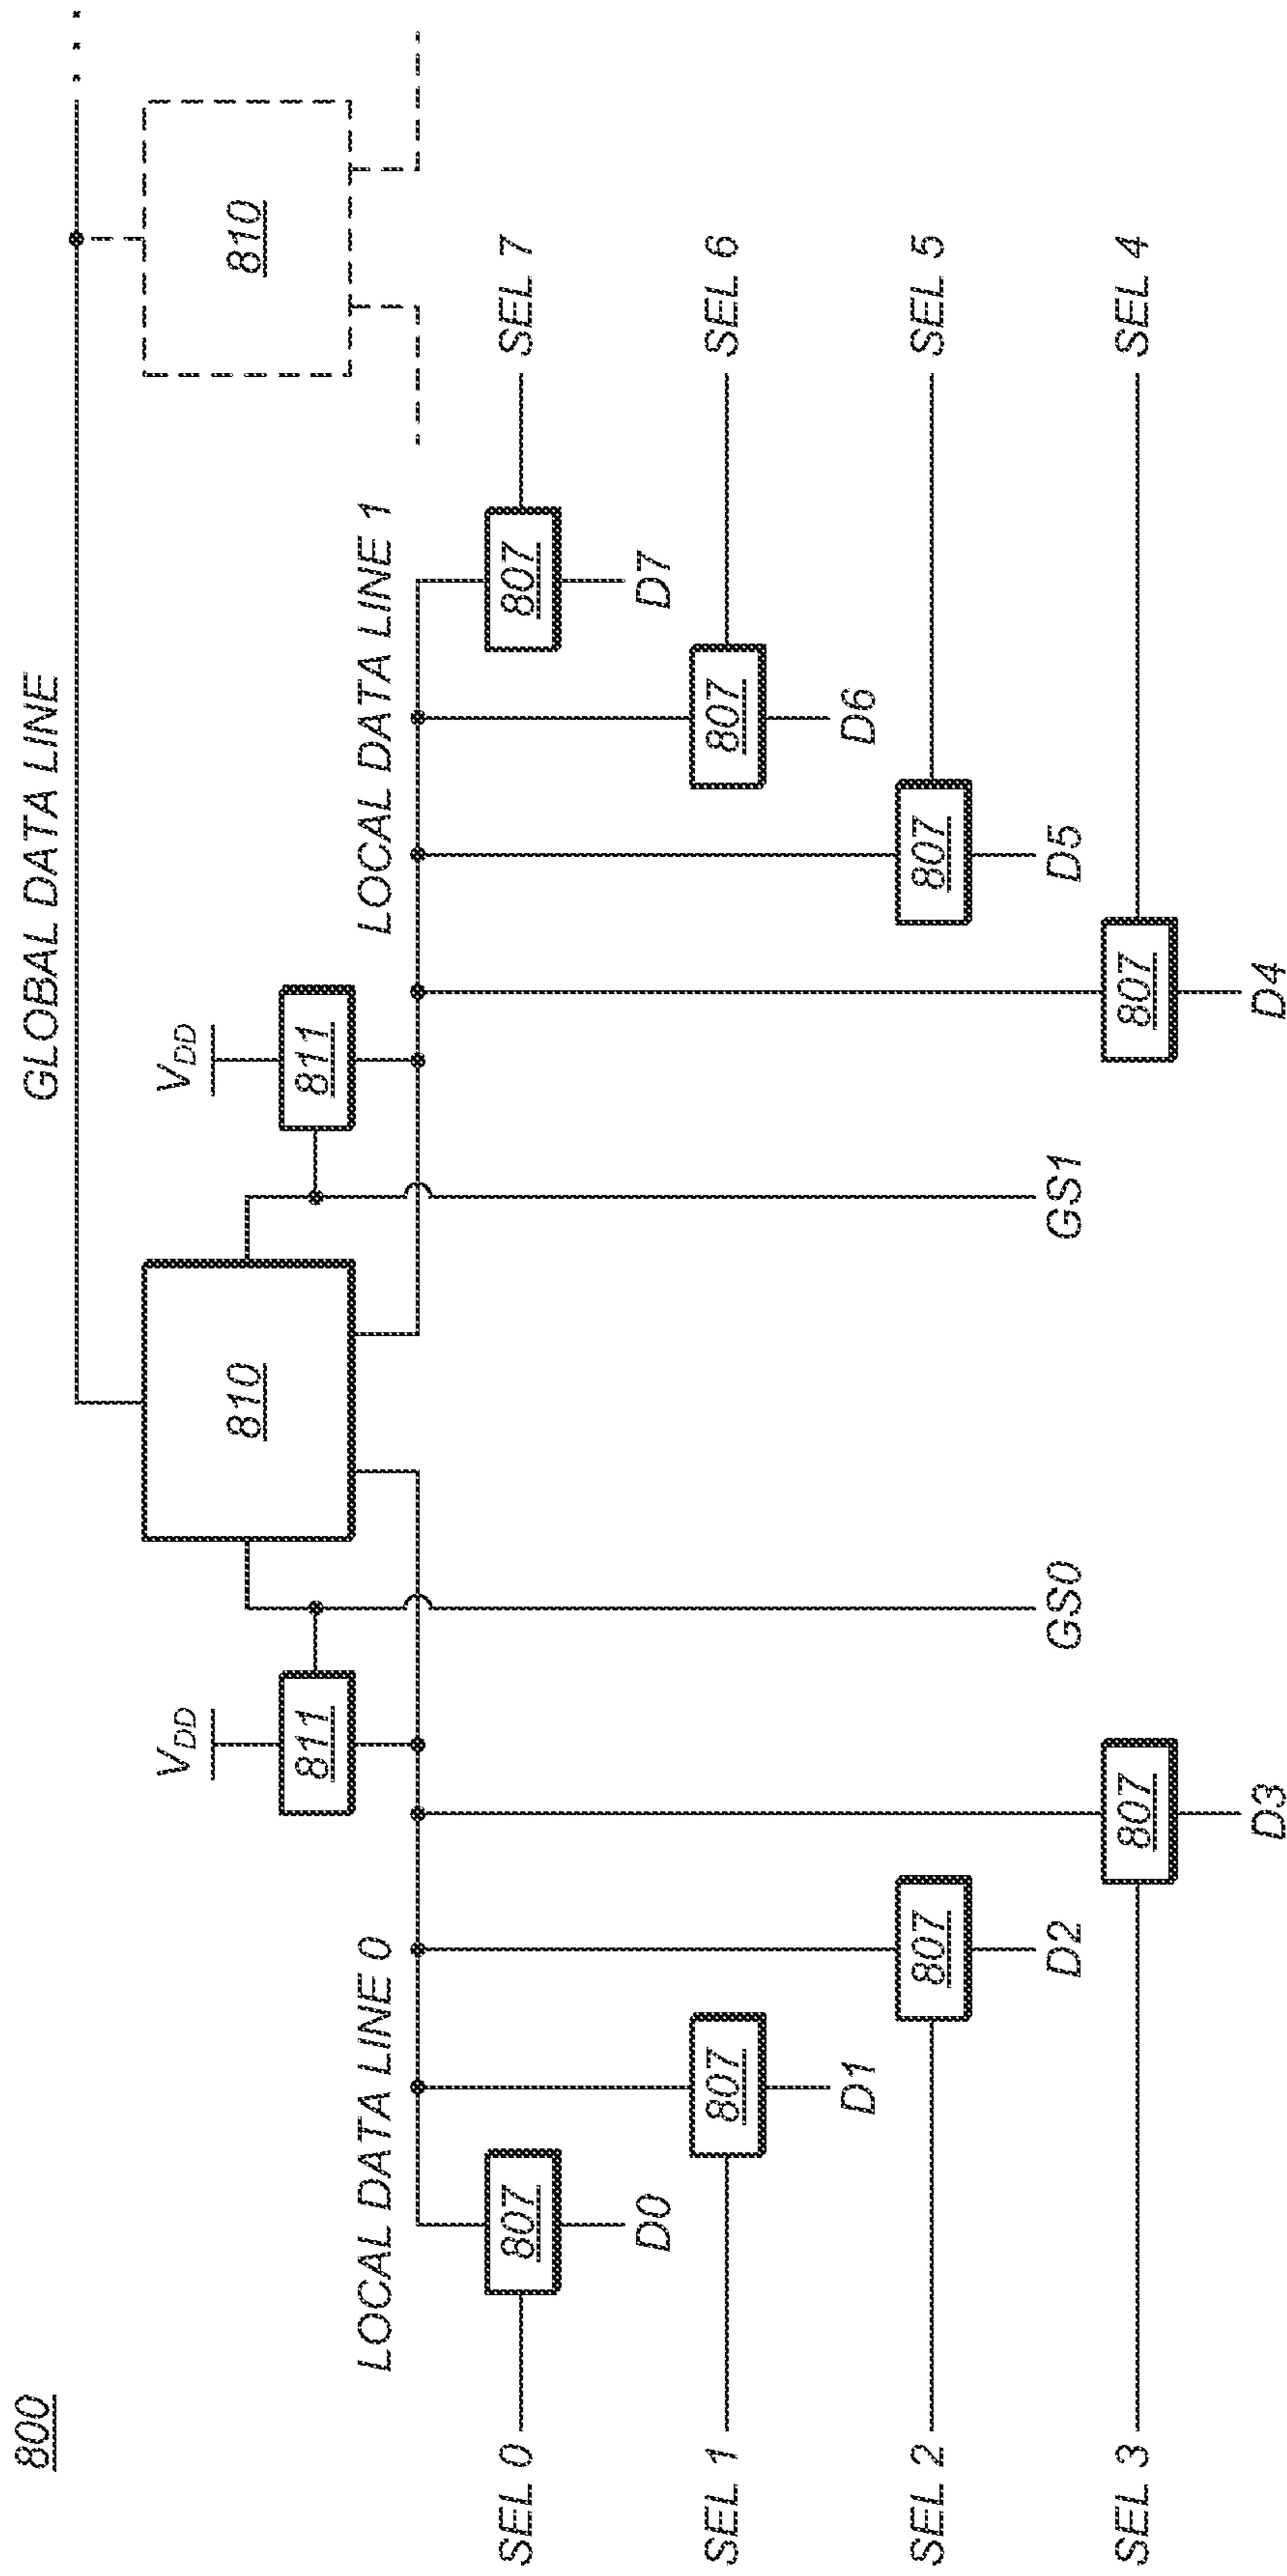 800
GLOBAL DATA LINE
VDD
VDD
810
810
811
811
LOCAL DATA LINE 0
LOCAL DATA LINE 1
SEL 0
807
807
SEL 7
D0
D7
SEL 1
807
807
SEL 6
D1
D6
SEL 2
807
807
SEL 5
D2
GS0
GS1
D5
SEL 3
807
807
SEL 4
D3
D4